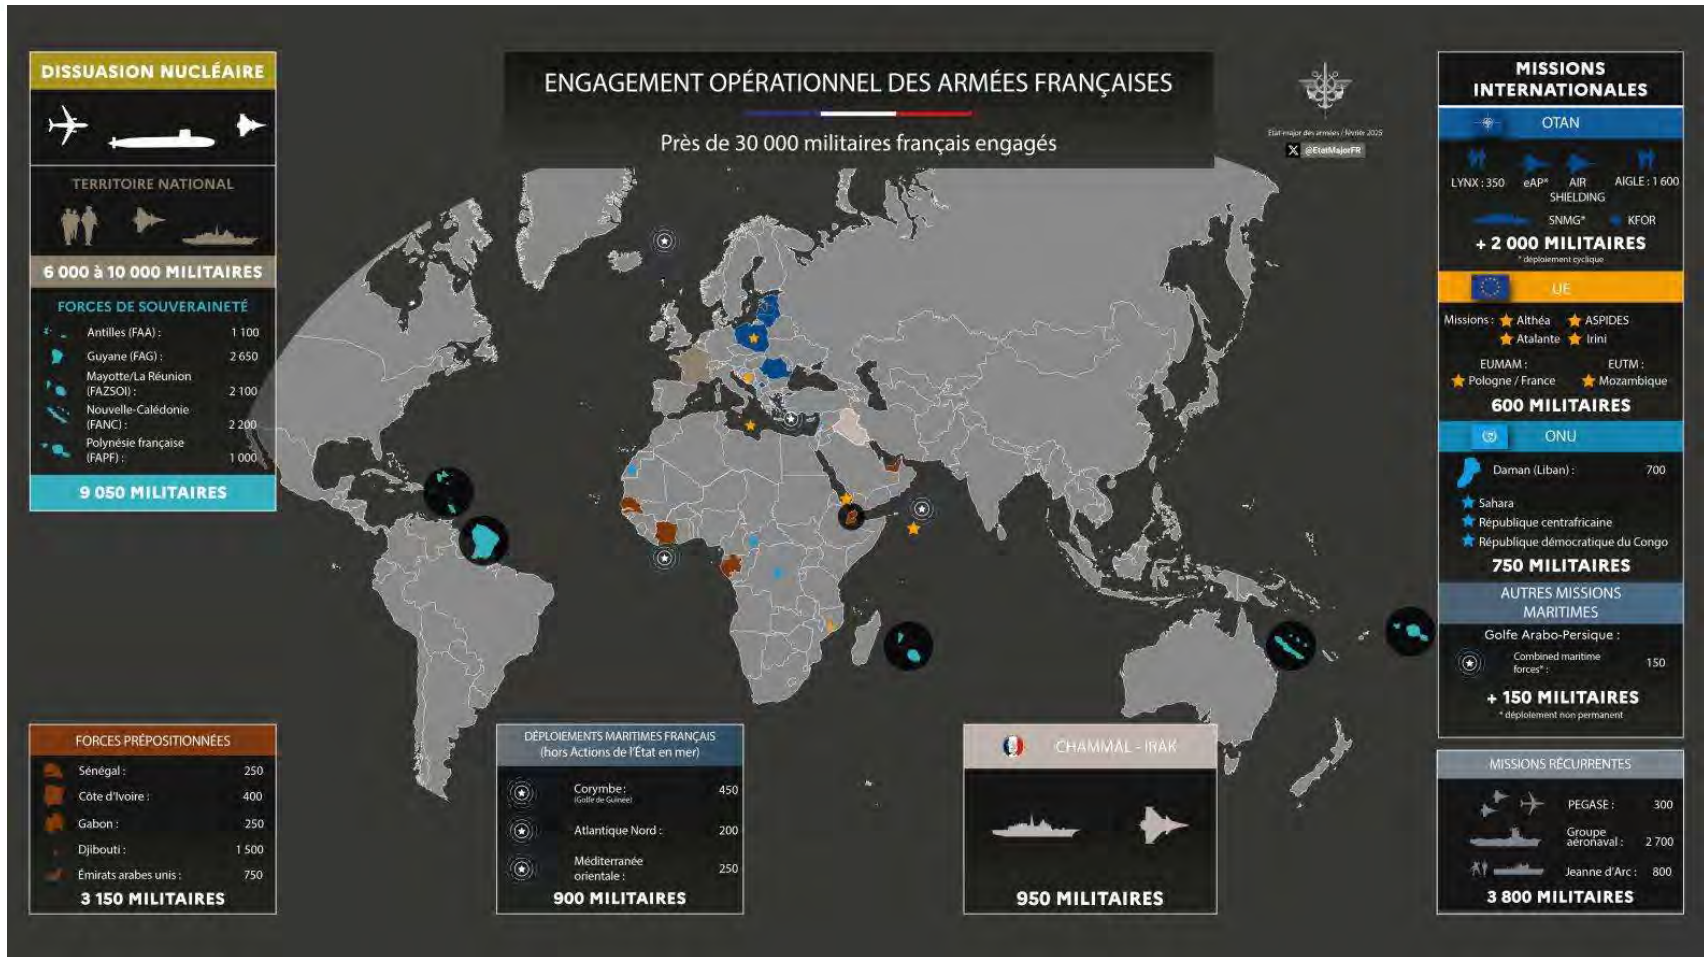 DISSUASION NUCLÉAIRE
TERRITOIRE NATIONAL
6 000 à 10 000 MILITAIRES
FORCES DE SOUVERAINETÉ
Antilles (FAA) : 1 100
Guyane (FAG) : 2 650
Mayotte/La Réunion
(FAZSOI) : 2 100
Nouvelle-Calédonie
(FANC) : 2 200
Polynésie française
(FAPF) : 1 000
9 050 MILITAIRES
ENGAGEMENT OPÉRATIONNEL DES ARMÉES FRANÇAISES
Près de 30 000 militaires français engagés
État-major des armées / février 2025
X @EtatMajorFR
MISSIONS
INTERNATIONALES
OTAN
LYNX : 350 eAP* AIR AIGLE : 1 600
SHIELDING
SNMG* KFOR
+ 2 000 MILITAIRES
* déploiement cyclique
UE
Missions : Althéa ASPIDES
Atalante Irini
EUMAM : EUTM :
Pologne / France Mozambique
600 MILITAIRES
ONU
Daman (Liban) : 700
Sahara
République centrafricaine
République démocratique du Congo
750 MILITAIRES
AUTRES MISSIONS
MARITIMES
Golfe Arabo-Persique :
Combined maritime
forces* : 150
+ 150 MILITAIRES
* déploiement non permanent
FORCES PRÉPOSITIONNÉES
Sénégal : 250
Côte d'Ivoire : 400
Gabon : 250
Djibouti : 1 500
Émirats arabes unis : 750
3 150 MILITAIRES
DÉPLOIEMENTS MARITIMES FRANÇAIS
(hors Actions de l'État en mer)
Corymbe : 450
(Golfe de Guinée)
Atlantique Nord : 200
Méditerranée
orientale : 250
900 MILITAIRES
CHAMMAL - IRAK
950 MILITAIRES
MISSIONS RÉCURRENTES
PEGASE : 300
Groupe
aéronaval : 2 700
Jeanne d'Arc : 800
3 800 MILITAIRES